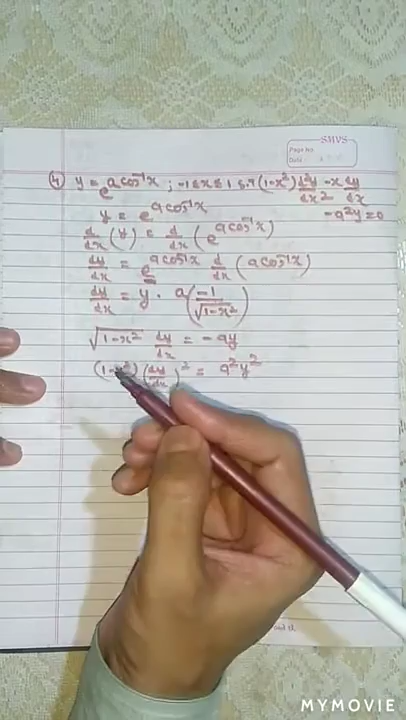 SMVS
Page No.
Date
4) y = e^(a cos⁻¹x) ; -1 ≤ x ≤ 1 S.T (1-x²) d²y/dx² - x dy/dx
- a²y = 0
y = e^(a cos⁻¹x)
d/dx (y) = d/dx (e^(a cos⁻¹x))
dy/dx = e^(a cos⁻¹x) d/dx (a cos⁻¹x)
dy/dx = y · a (-1/√(1-x²))
√(1-x²) dy/dx = -ay
(1-x²) (dy/dx)² = a²y²
MYMOVIE